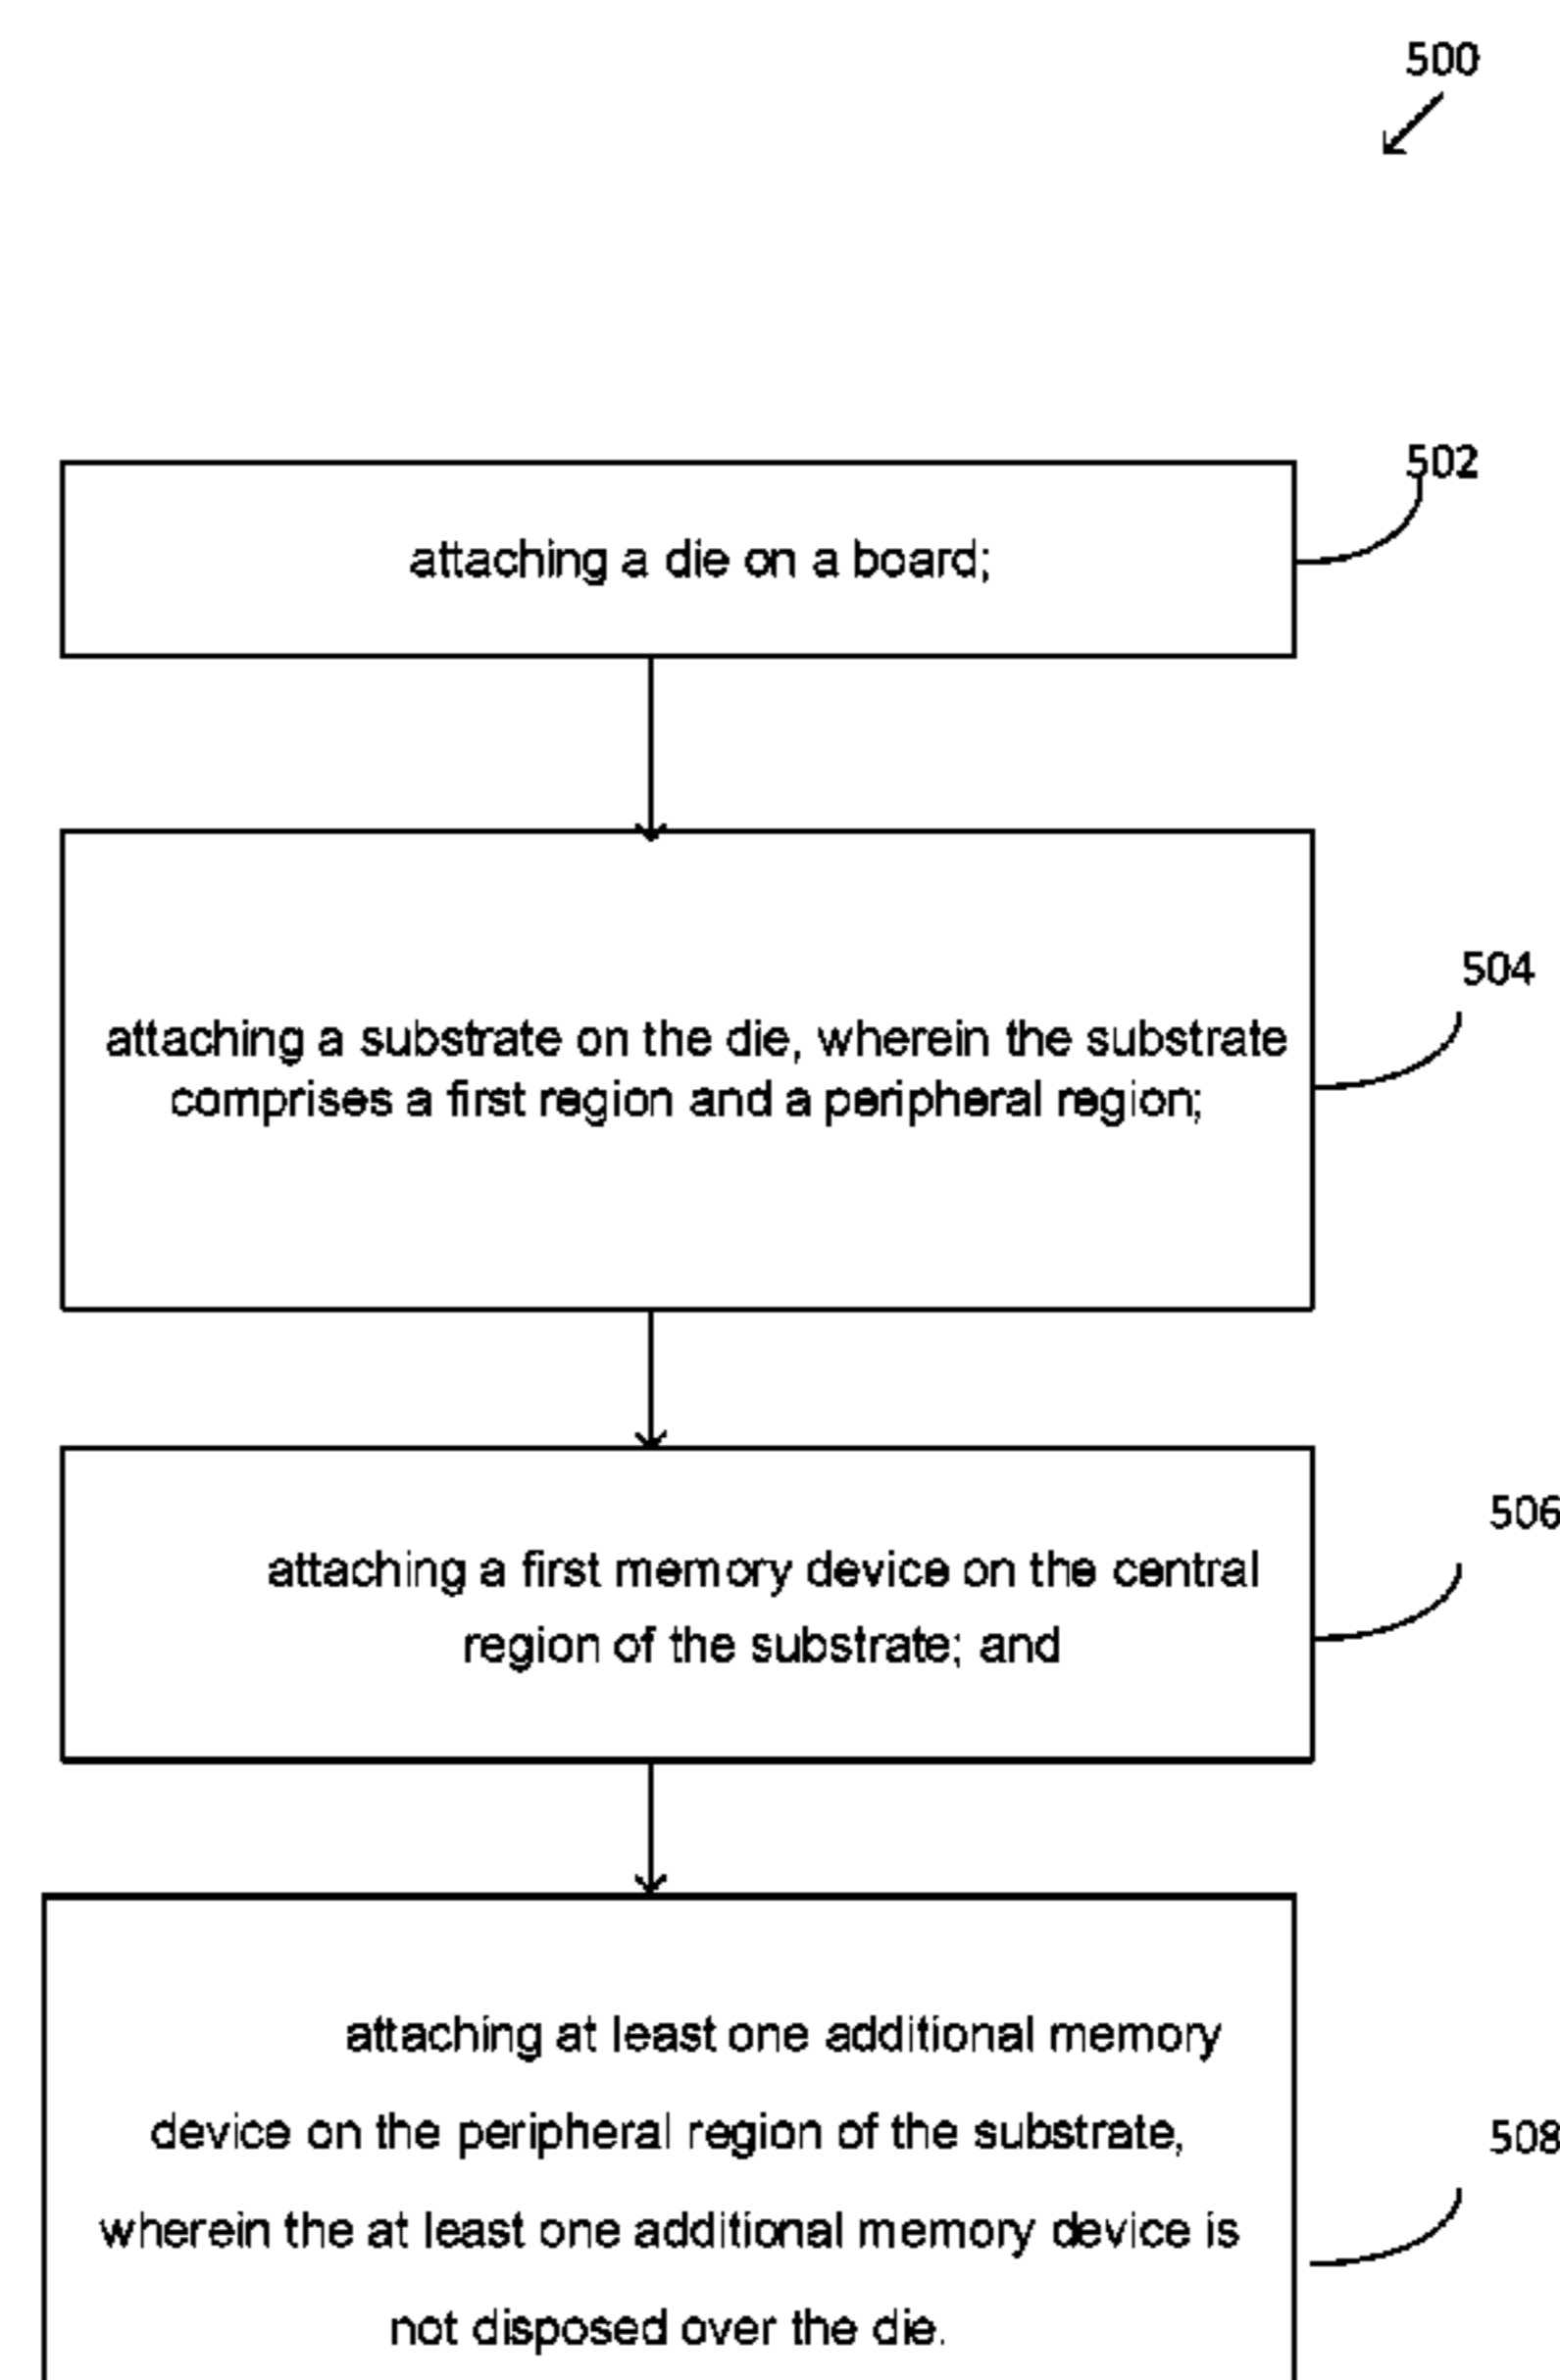 500
502
attaching a die on a board;
504
attaching a substrate on the die, wherein the substrate
comprises a first region and a peripheral region;
506
attaching a first memory device on the central
region of the substrate; and
attaching at least one additional memory
device on the peripheral region of the substrate,
508
wherein the at least one additional memory device is
not disposed over the die.